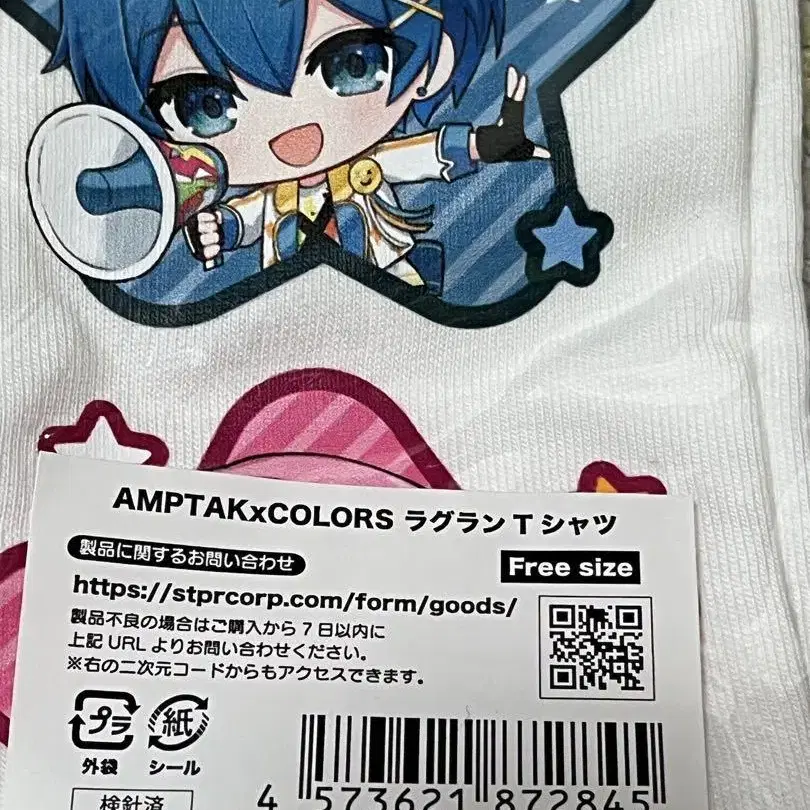 AMPTAKxCOLORS ラグランTシャツ
製品に関するお問い合わせ
Free size
https://stprcorp.com/form/goods/
製品不良の場合はご購入から7日以内に
上記URLよりお問い合わせください。
※右の二次元コードからもアクセスできます。
プラ 紙
外袋 シール
検針済
4 573621 872845